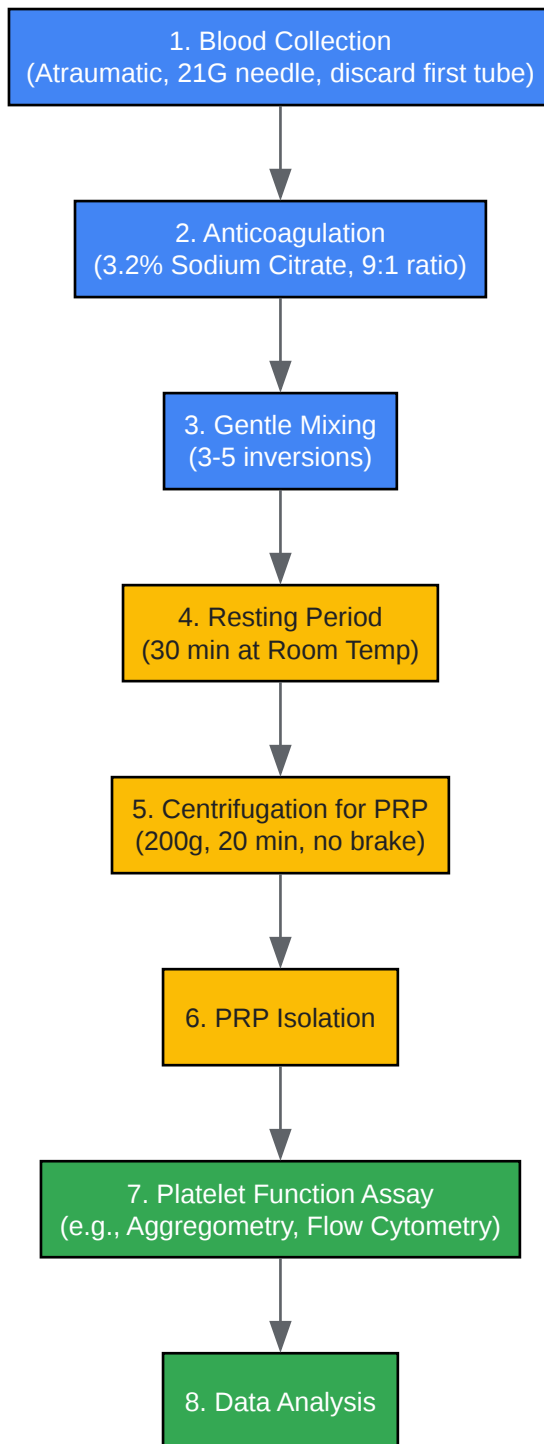 1. Blood Collection
(Atraumatic, 21G needle, discard first tube)
2. Anticoagulation
(3.2% Sodium Citrate, 9:1 ratio)
3. Gentle Mixing
(3-5 inversions)
4. Resting Period
(30 min at Room Temp)
5. Centrifugation for PRP
(200g, 20 min, no brake)
6. PRP Isolation
7. Platelet Function Assay
(e.g., Aggregometry, Flow Cytometry)
8. Data Analysis